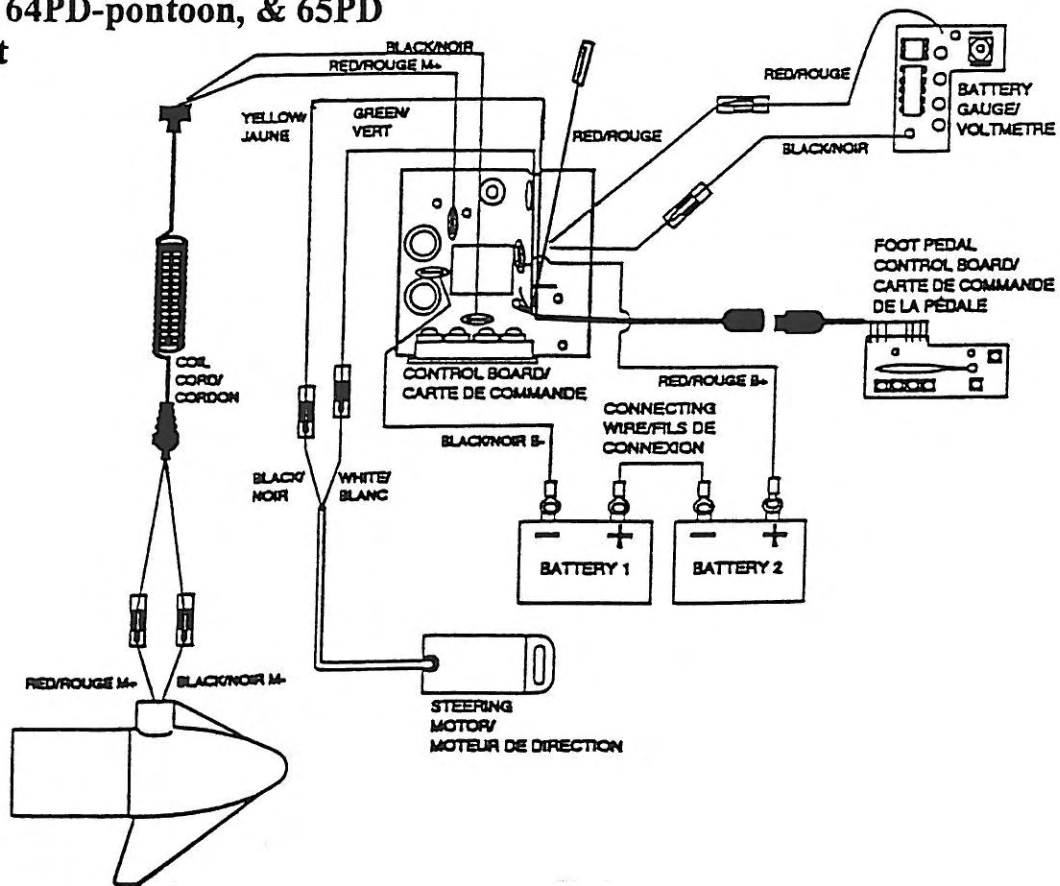 64PD-pontoon, & 65PD
t
BLACK/NOIR
RED/ROUGE M+
YELLOW/
JAUNE
GREEN/
VERT
RED/ROUGE
RED/ROUGE
BLACK/NOIR
BATTERY
GAUGE/
VOLTMETRE
FOOT PEDAL
CONTROL BOARD/
CARTE DE COMMANDE
DE LA PÉDALE
COIL
CORD/
CORDON
CONTROL BOARD/
CARTE DE COMMANDE
RED/ROUGE B+
CONNECTING
WIRE/FILS DE
CONNEXION
BLACK/NOIR B-
BLACK/
NOIR
WHITE/
BLANC
BATTERY 1
BATTERY 2
RED/ROUGE M+
BLACK/NOIR M-
STEERING
MOTOR/
MOTEUR DE DIRECTION